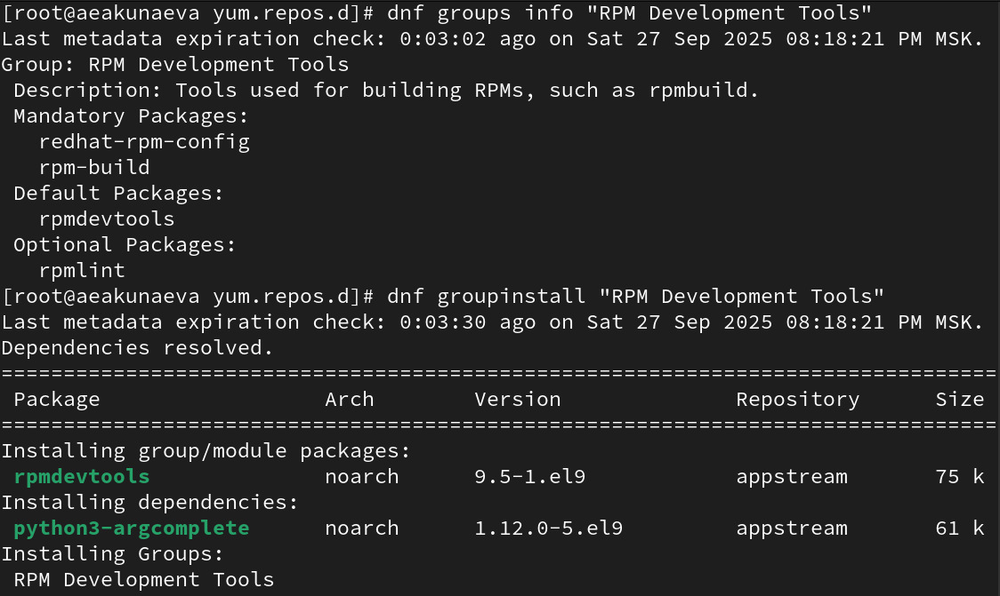 [root@aeakunaeva yum.repos.d]# dnf groups info "RPM Development Tools"
Last metadata expiration check: 0:03:02 ago on Sat 27 Sep 2025 08:18:21 PM MSK.
Group: RPM Development Tools
 Description: Tools used for building RPMs, such as rpmbuild.
 Mandatory Packages:
   redhat-rpm-config
   rpm-build
 Default Packages:
   rpmdevtools
 Optional Packages:
   rpmlint
[root@aeakunaeva yum.repos.d]# dnf groupinstall "RPM Development Tools"
Last metadata expiration check: 0:03:30 ago on Sat 27 Sep 2025 08:18:21 PM MSK.
Dependencies resolved.
================================================================================
 Package                  Arch        Version              Repository      Size
================================================================================
Installing group/module packages:
 rpmdevtools              noarch      9.5-1.el9            appstream       75 k
Installing dependencies:
 python3-argcomplete      noarch      1.12.0-5.el9         appstream       61 k
Installing Groups:
 RPM Development Tools